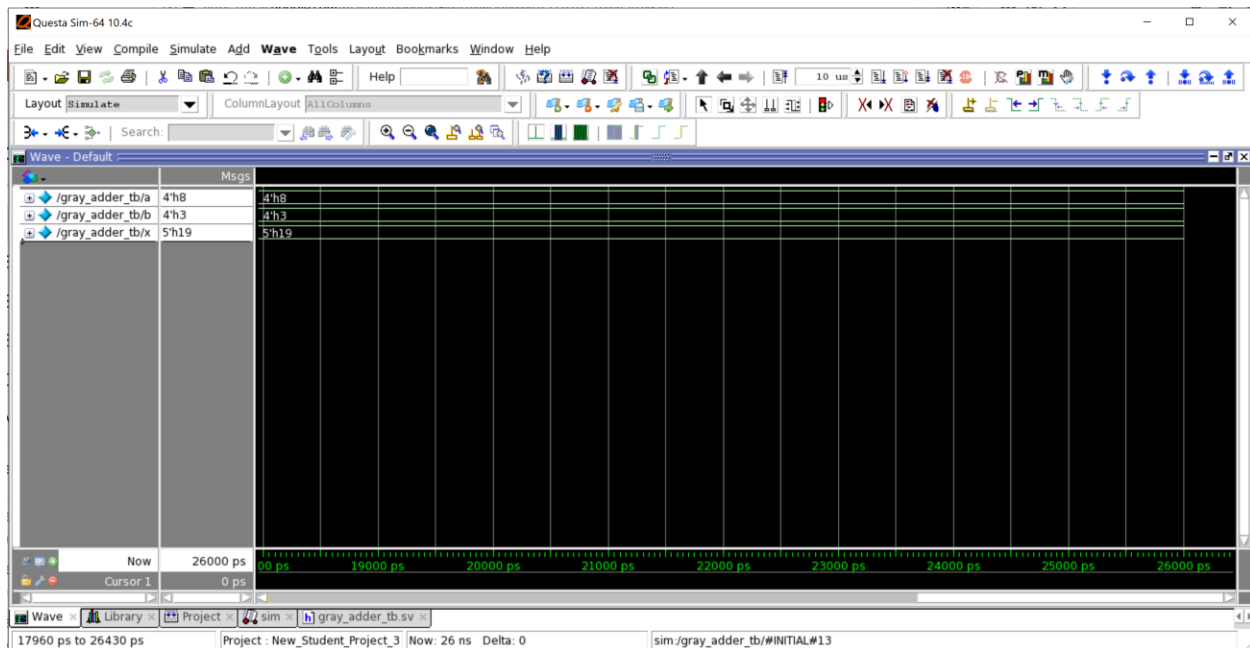 Questa Sim-64 10.4c
File Edit View Compile Simulate Add Wave Tools Layout Bookmarks Window Help
Help 10 us
Layout Simulate ColumnLayout AllColumns
Search:
Wave - Default
Msgs
/gray_adder_tb/a 4'h8 4'h8
/gray_adder_tb/b 4'h3 4'h3
/gray_adder_tb/x 5'h19 5'h19
Now 26000 ps 00 ps 19000 ps 20000 ps 21000 ps 22000 ps 23000 ps 24000 ps 25000 ps 26000 ps
Cursor 1 0 ps
Wave Library Project sim gray_adder_tb.sv
17960 ps to 26430 ps Project : New_Student_Project_3 Now: 26 ns Delta: 0 sim:/gray_adder_tb/#INITIAL#13